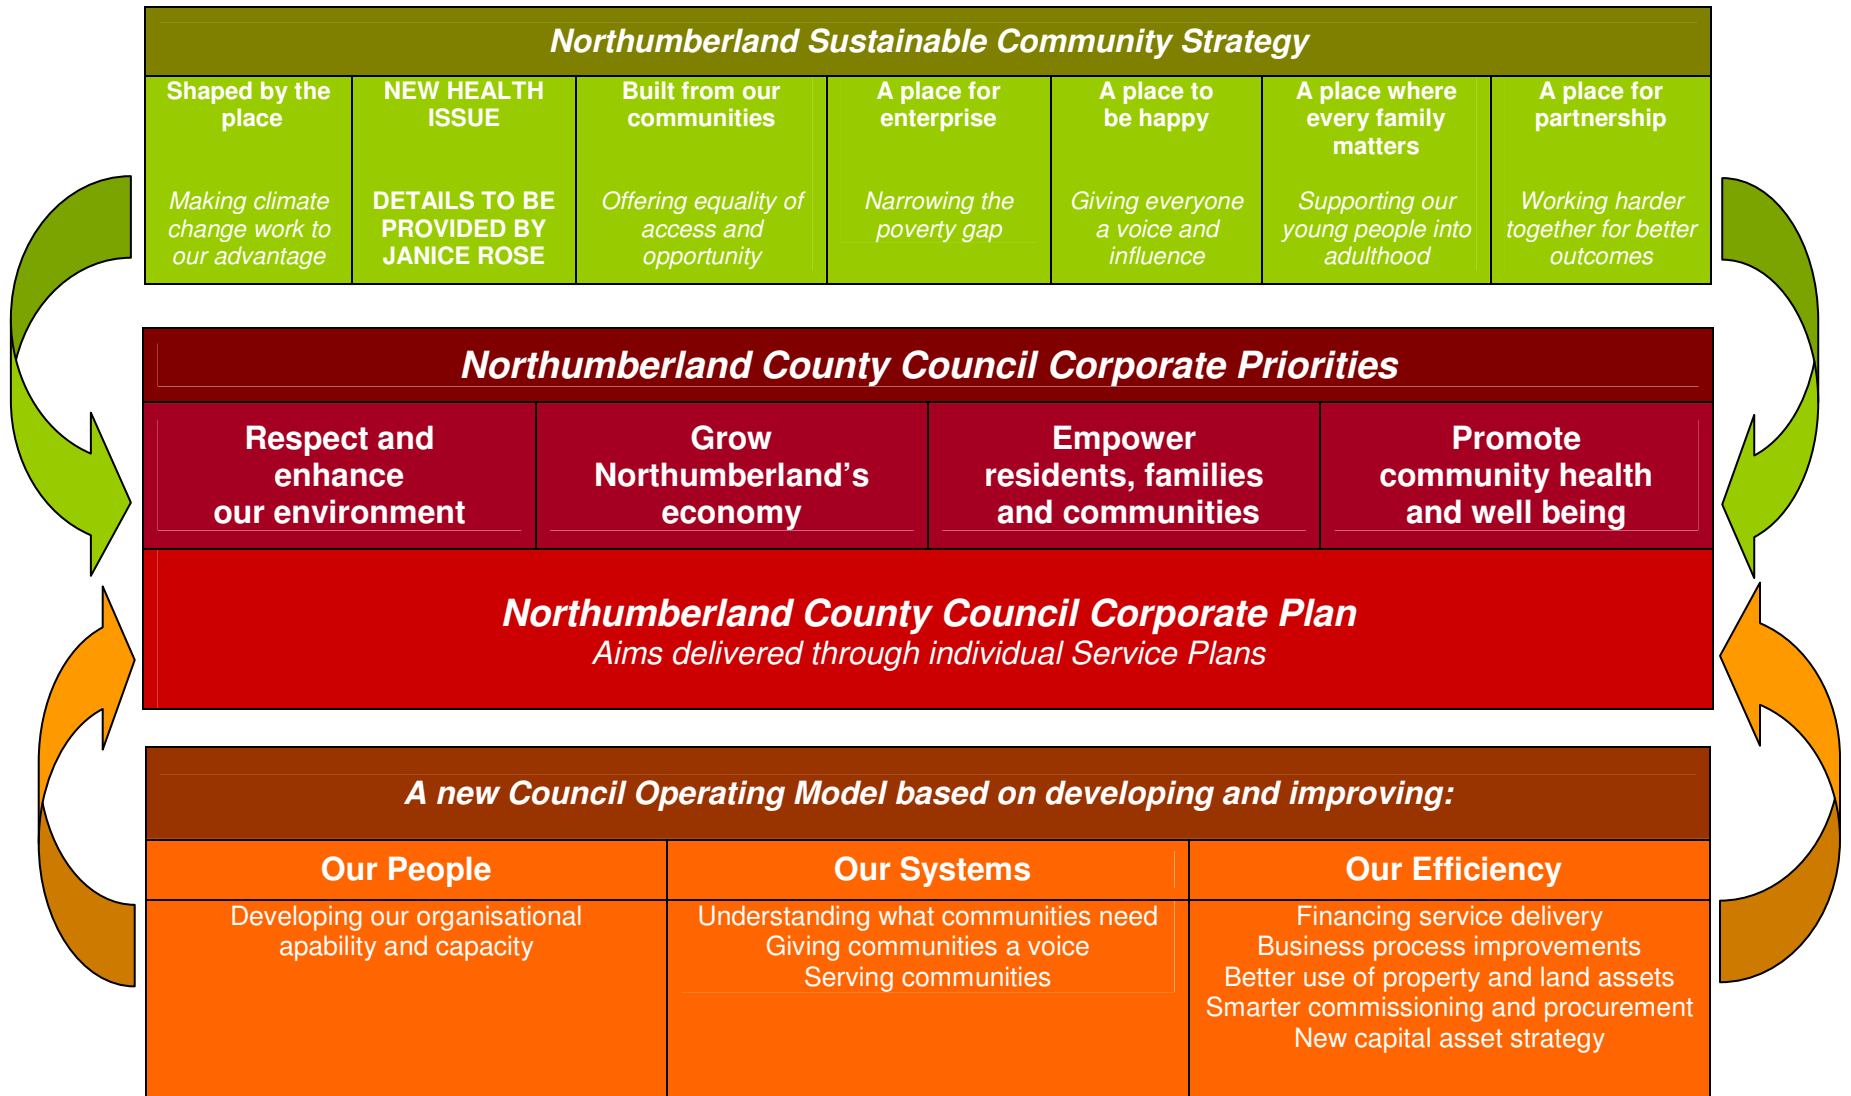 Northumberland Sustainable Community Strategy
Shaped by the
place
Making climate
change work to
our advantage
NEW HEALTH
ISSUE
DETAILS TO BE
PROVIDED BY
JANICE ROSE
Built from our
communities
Offering equality of
access and
opportunity
A place for
enterprise
Narrowing the
poverty gap
A place to
be happy
Giving everyone
a voice and
influence
A place where
every family
matters
Supporting our
young people into
adulthood
A place for
partnership
Working harder
together for better
outcomes
Northumberland County Council Corporate Priorities
Respect and
enhance
our environment
Grow
Northumberland's
economy
Empower
residents, families
and communities
Promote
community health
and well being
Northumberland County Council Corporate Plan
Aims delivered through individual Service Plans
A new Council Operating Model based on developing and improving:
Our People
Developing our organisational
apability and capacity
Our Systems
Understanding what communities need
Giving communities a voice
Serving communities
Our Efficiency
Financing service delivery
Business process improvements
Better use of property and land assets
Smarter commissioning and procurement
New capital asset strategy